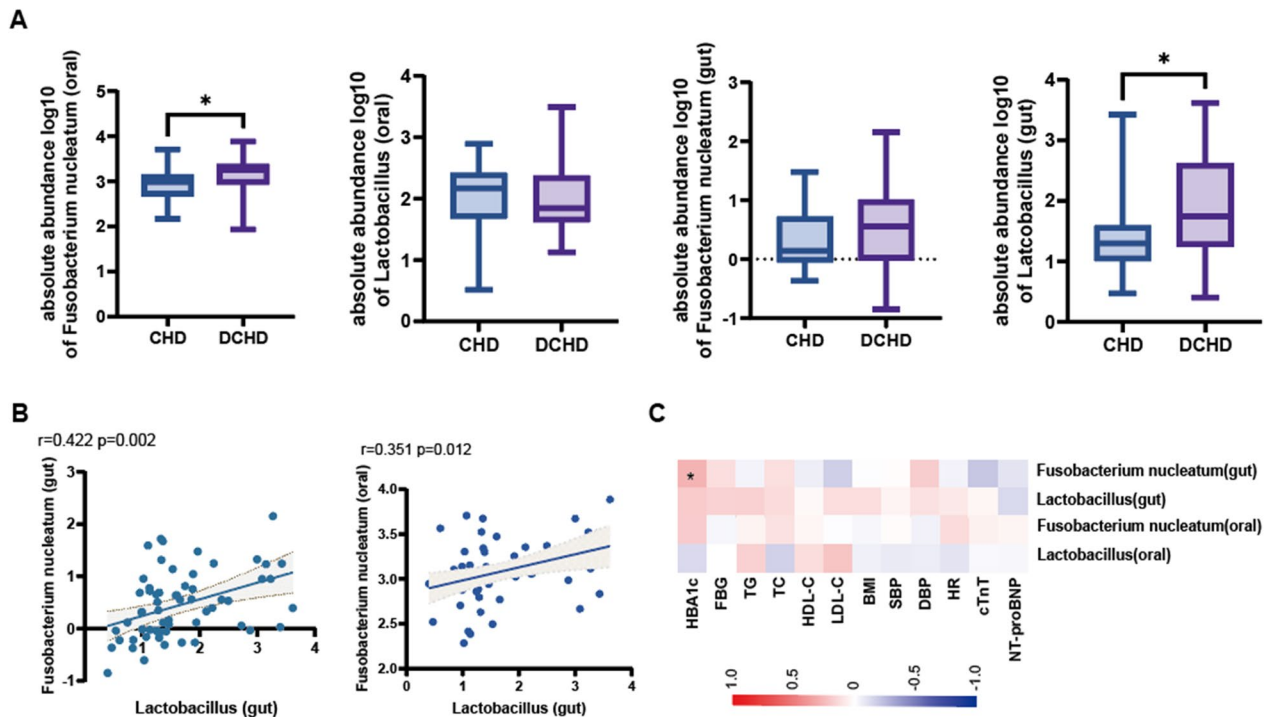 A
absolute abundance log10
of Fusobacterium nucleatum (oral)
5
4
3
2
1
0
*
CHD
DCHD
absolute abundance log10
of Lactobacillus (oral)
4
3
2
1
0
CHD
DCHD
absolute abundance log10
of Fusobacterium nucleatum (gut)
3
2
1
0
-1
CHD
DCHD
absolute abundance log10
of Latcobacillus (gut)
4
3
2
1
0
*
CHD
DCHD
B
r=0.422 p=0.002
Fusobacterium nucleatum (gut)
3
2
1
0
-1
1
2
3
4
Lactobacillus (gut)
r=0.351 p=0.012
Fusobacterium nucleatum (oral)
4.0
3.5
3.0
2.5
2.0
0
1
2
3
4
Lactobacillus (gut)
C
*
Fusobacterium nucleatum(gut)
Lactobacillus(gut)
Fusobacterium nucleatum(oral)
Lactobacillus(oral)
HBA1c
FBG
TG
TC
HDL-C
LDL-C
BMI
SBP
DBP
HR
cTnT
NT-proBNP
1.0
0.5
0
-0.5
-1.0